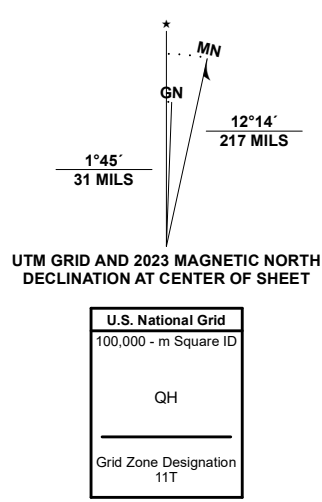 ★
MN
GN
12°14´
217 MILS
1°45´
31 MILS
UTM GRID AND 2023 MAGNETIC NORTH
DECLINATION AT CENTER OF SHEET
U.S. National Grid
100,000 - m Square ID
QH
Grid Zone Designation
11T